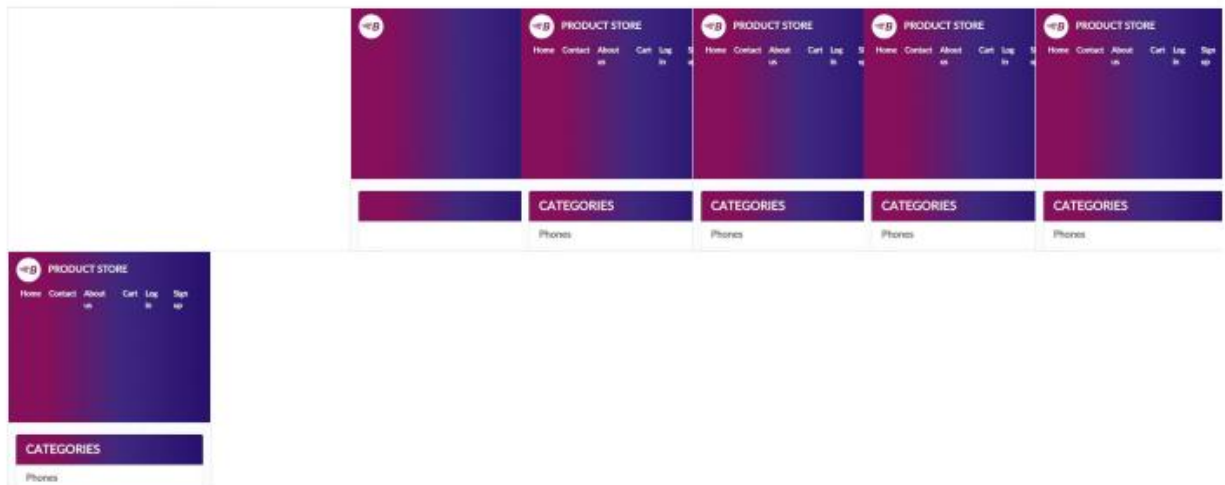 B
B PRODUCT STORE
Home Contact About us Cart Log in
B PRODUCT STORE
Home Contact About us Cart Log in
B PRODUCT STORE
Home Contact About us Cart Log in
B PRODUCT STORE
Home Contact About us Cart Log in Sign up
CATEGORIES
CATEGORIES
CATEGORIES
CATEGORIES
Phones
Phones
Phones
Phones
B PRODUCT STORE
Home Contact About us Cart Log in Sign up
CATEGORIES
Phones